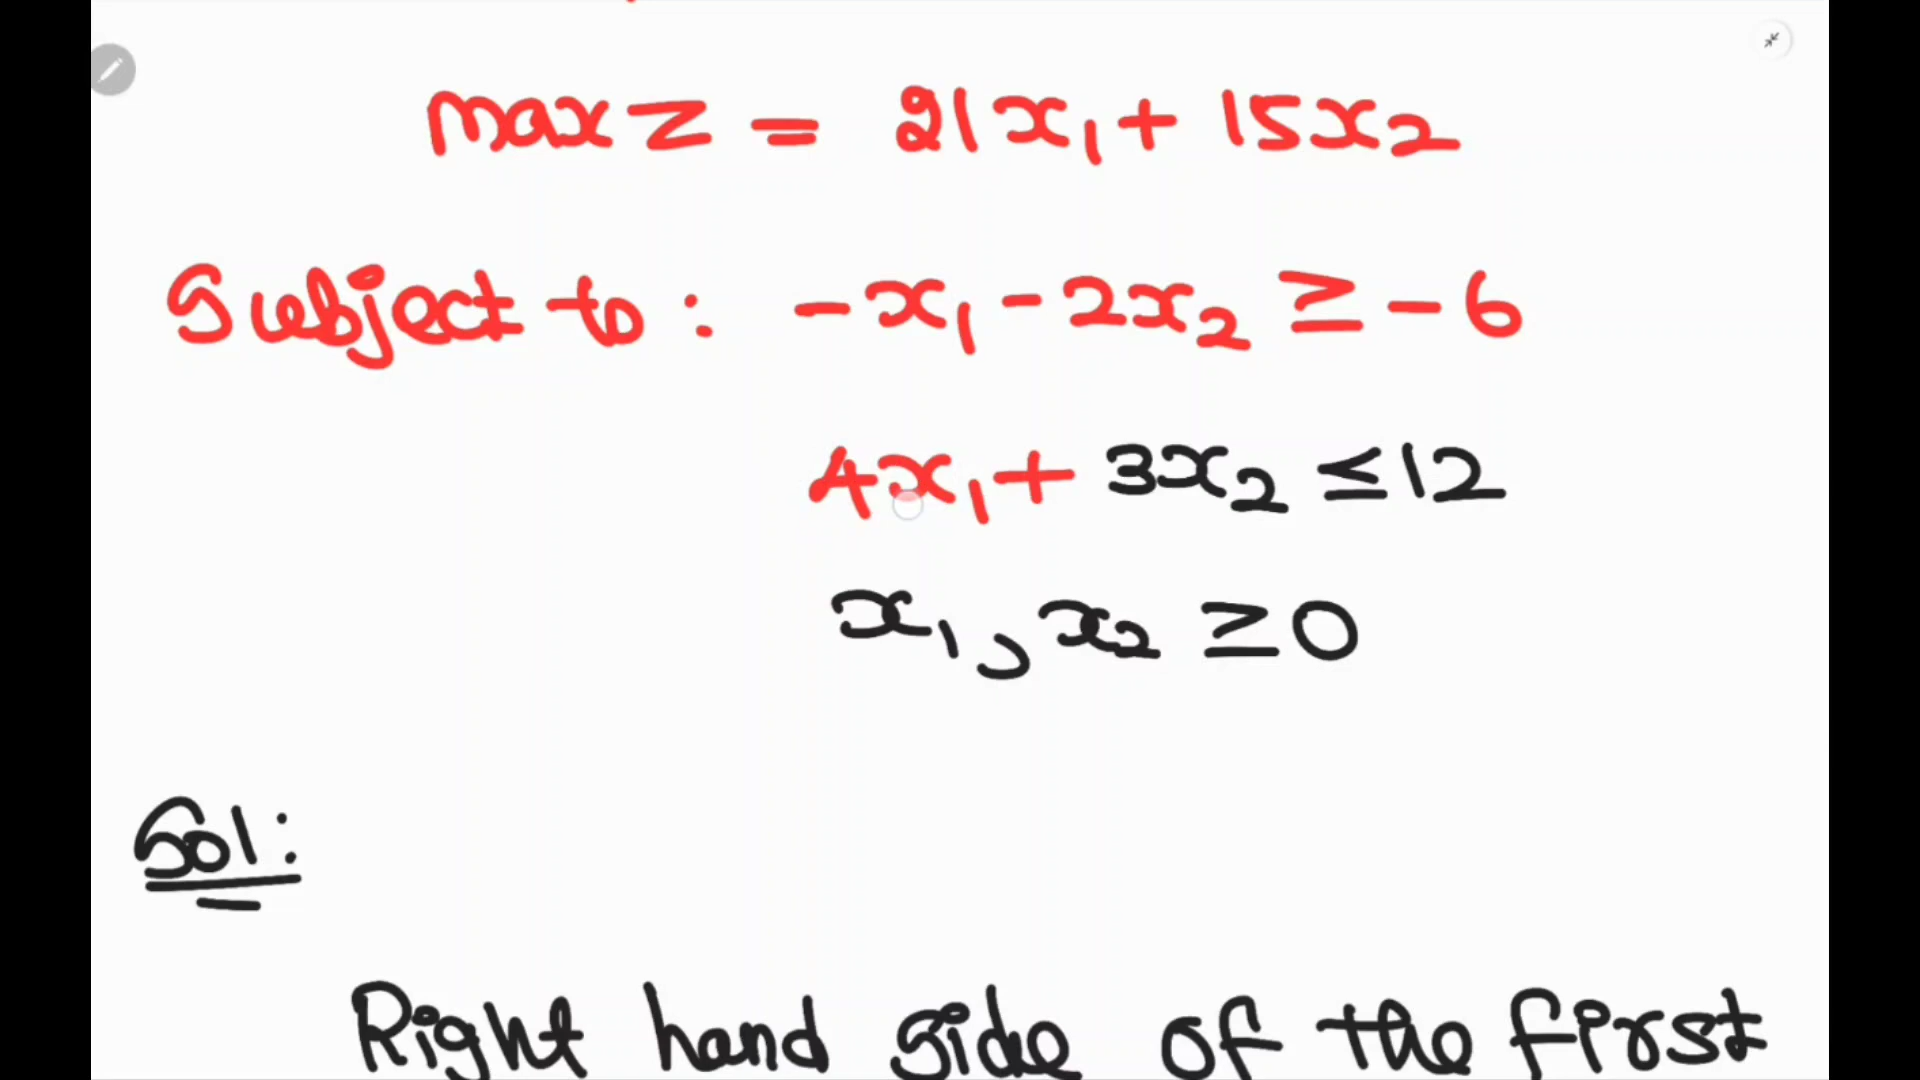 max z = 21x₁ + 15x₂
Subject to : -x₁ - 2x₂ ≥ - 6
4x₁ + 3x₂ ≤ 12
x₁, x₂ ≥ 0
Sol:
Right hand side of the first